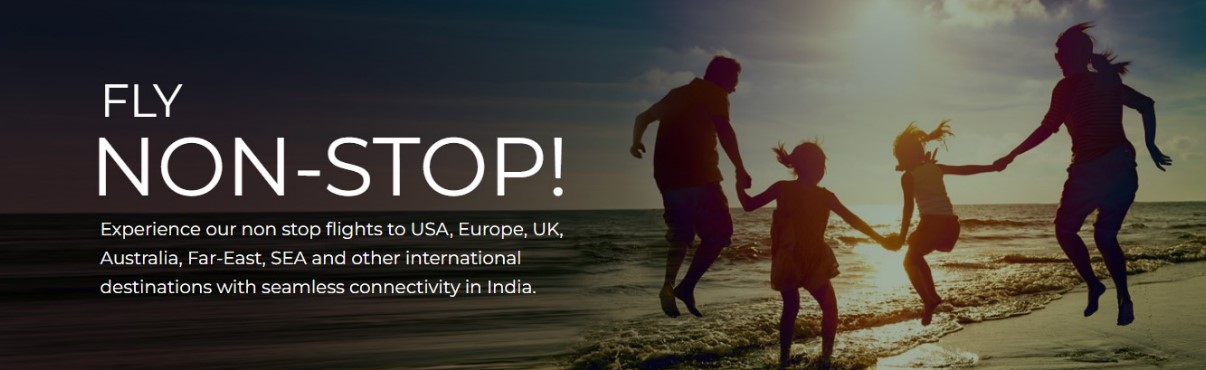 FLY
NON-STOP!
Experience our non stop flights to USA, Europe, UK,
Australia, Far-East, SEA and other international
destinations with seamless connectivity in India.